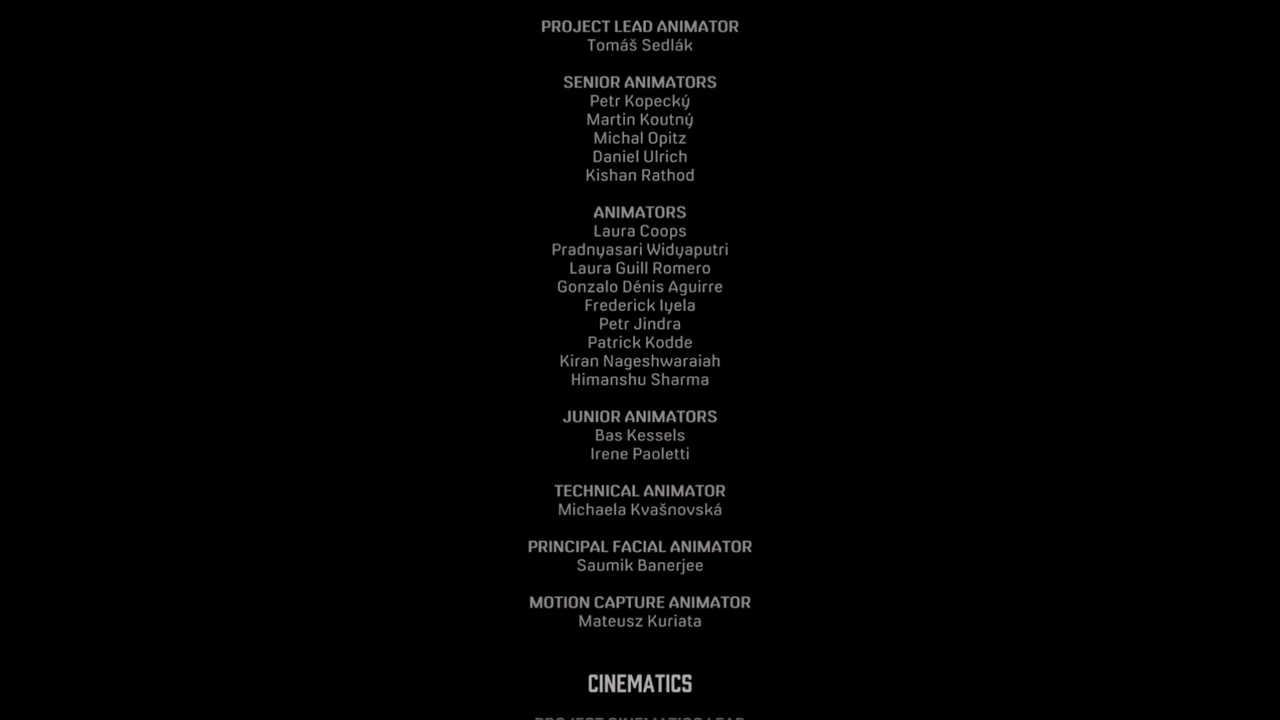 PROJECT LEAD ANIMATOR
Tomáš Sedlák
SENIOR ANIMATORS
Petr Kopecký
Martin Koutný
Michal Opitz
Daniel Ulrich
Kishan Rathod
ANIMATORS
Laura Coops
Pradnyasari Widyaputri
Laura Guill Romero
Gonzalo Dénis Aguirre
Frederick Iyela
Petr Jindra
Patrick Kodde
Kiran Nageshwaraiah
Himanshu Sharma
JUNIOR ANIMATORS
Bas Kessels
Irene Paoletti
TECHNICAL ANIMATOR
Michaela Kvašnovská
PRINCIPAL FACIAL ANIMATOR
Saumik Banerjee
MOTION CAPTURE ANIMATOR
Mateusz Kuriata
CINEMATICS
PROJECT CINEMATICS LEAD